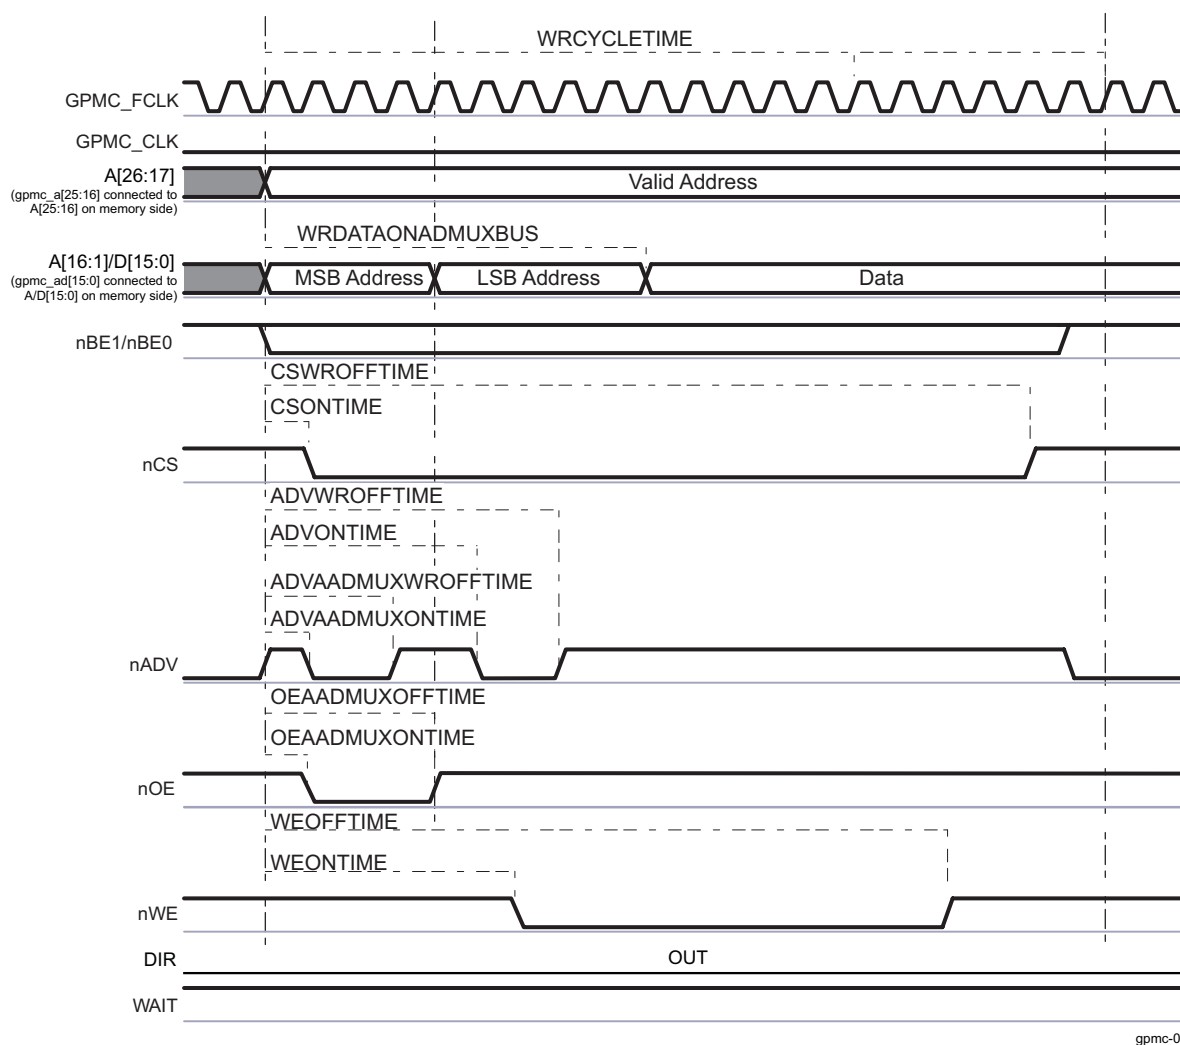 WRCYCLETIME
GPMC_FCLK
GPMC_CLK
A[26:17]
(gpmc_a[25:16] connected to
A[25:16] on memory side)
Valid Address
WRDATAONADMUXBUS
A[16:1]/D[15:0]
(gpmc_ad[15:0] connected to
A/D[15:0] on memory side)
MSB Address
LSB Address
Data
nBE1/nBE0
CSWROFFTIME
CSONTIME
nCS
ADVWROFFTIME
ADVONTIME
ADVAADMUXWROFFTIME
ADVAADMUXONTIME
nADV
OEAADMUXOFFTIME
OEAADMUXONTIME
nOE
WEOFFTIME
WEONTIME
nWE
DIR
OUT
WAIT
gpmc-0